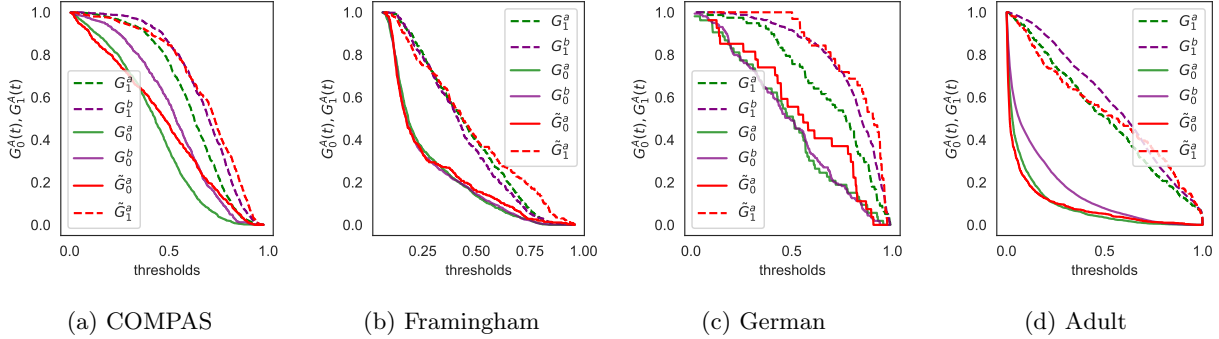 G_0^A(t), G_1^A(t)
1.0
0.8
0.6
0.4
0.2
0.0
G_1^a
G_1^b
G_0^a
G_0^b
G̃_0^a
G̃_1^a
0.0 0.5 1.0
thresholds
(a) COMPAS
G_0^A(t), G_1^A(t)
1.0
0.8
0.6
0.4
0.2
0.0
G_1^a
G_1^b
G_0^a
G_0^b
G̃_0^a
G̃_1^a
0.25 0.50 0.75 1.00
thresholds
(b) Framingham
G_0^A(t), G_1^A(t)
1.0
0.8
0.6
0.4
0.2
0.0
G_1^a
G_1^b
G_0^a
G_0^b
G̃_0^a
G̃_1^a
0.0 0.5 1.0
thresholds
(c) German
G_0^A(t), G_1^A(t)
1.0
0.8
0.6
0.4
0.2
0.0
G_1^a
G_1^b
G_0^a
G_0^b
G̃_0^a
G̃_1^a
0.0 0.5 1.0
thresholds
(d) Adult